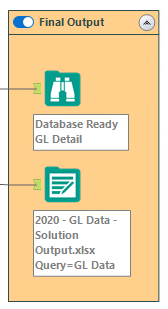 Final Output
Database Ready
GL Detail
2020 - GL Data -
Solution
Output.xlsx
Query=GL Data